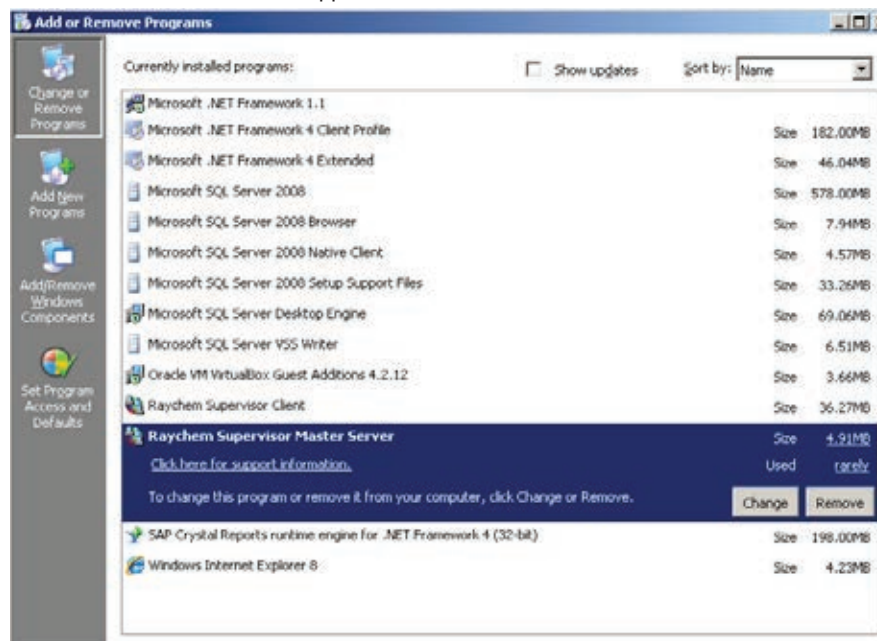 Add or Remove Programs
Change or
Remove
Programs
Add New
Programs
Add/Remove
Windows
Components
Set Program
Access and
Defaults
Currently installed programs:
Show updates
Sort by: Name
Microsoft .NET Framework 1.1
Microsoft .NET Framework 4 Client Profile Size 182.00MB
Microsoft .NET Framework 4 Extended Size 46.04MB
Microsoft SQL Server 2008 Size 578.00MB
Microsoft SQL Server 2008 Browser Size 7.94MB
Microsoft SQL Server 2008 Native Client Size 4.57MB
Microsoft SQL Server 2008 Setup Support Files Size 33.26MB
Microsoft SQL Server Desktop Engine Size 69.06MB
Microsoft SQL Server VSS Writer Size 6.51MB
Oracle VM VirtualBox Guest Additions 4.2.12 Size 3.66MB
Raychem Supervisor Client Size 36.27MB
Raychem Supervisor Master Server Size 4.91MB
Click here for support information. Used rarely
To change this program or remove it from your computer, click Change or Remove. Change Remove
SAP Crystal Reports runtime engine for .NET Framework 4 (32-bit) Size 198.00MB
Windows Internet Explorer 8 Size 4.23MB